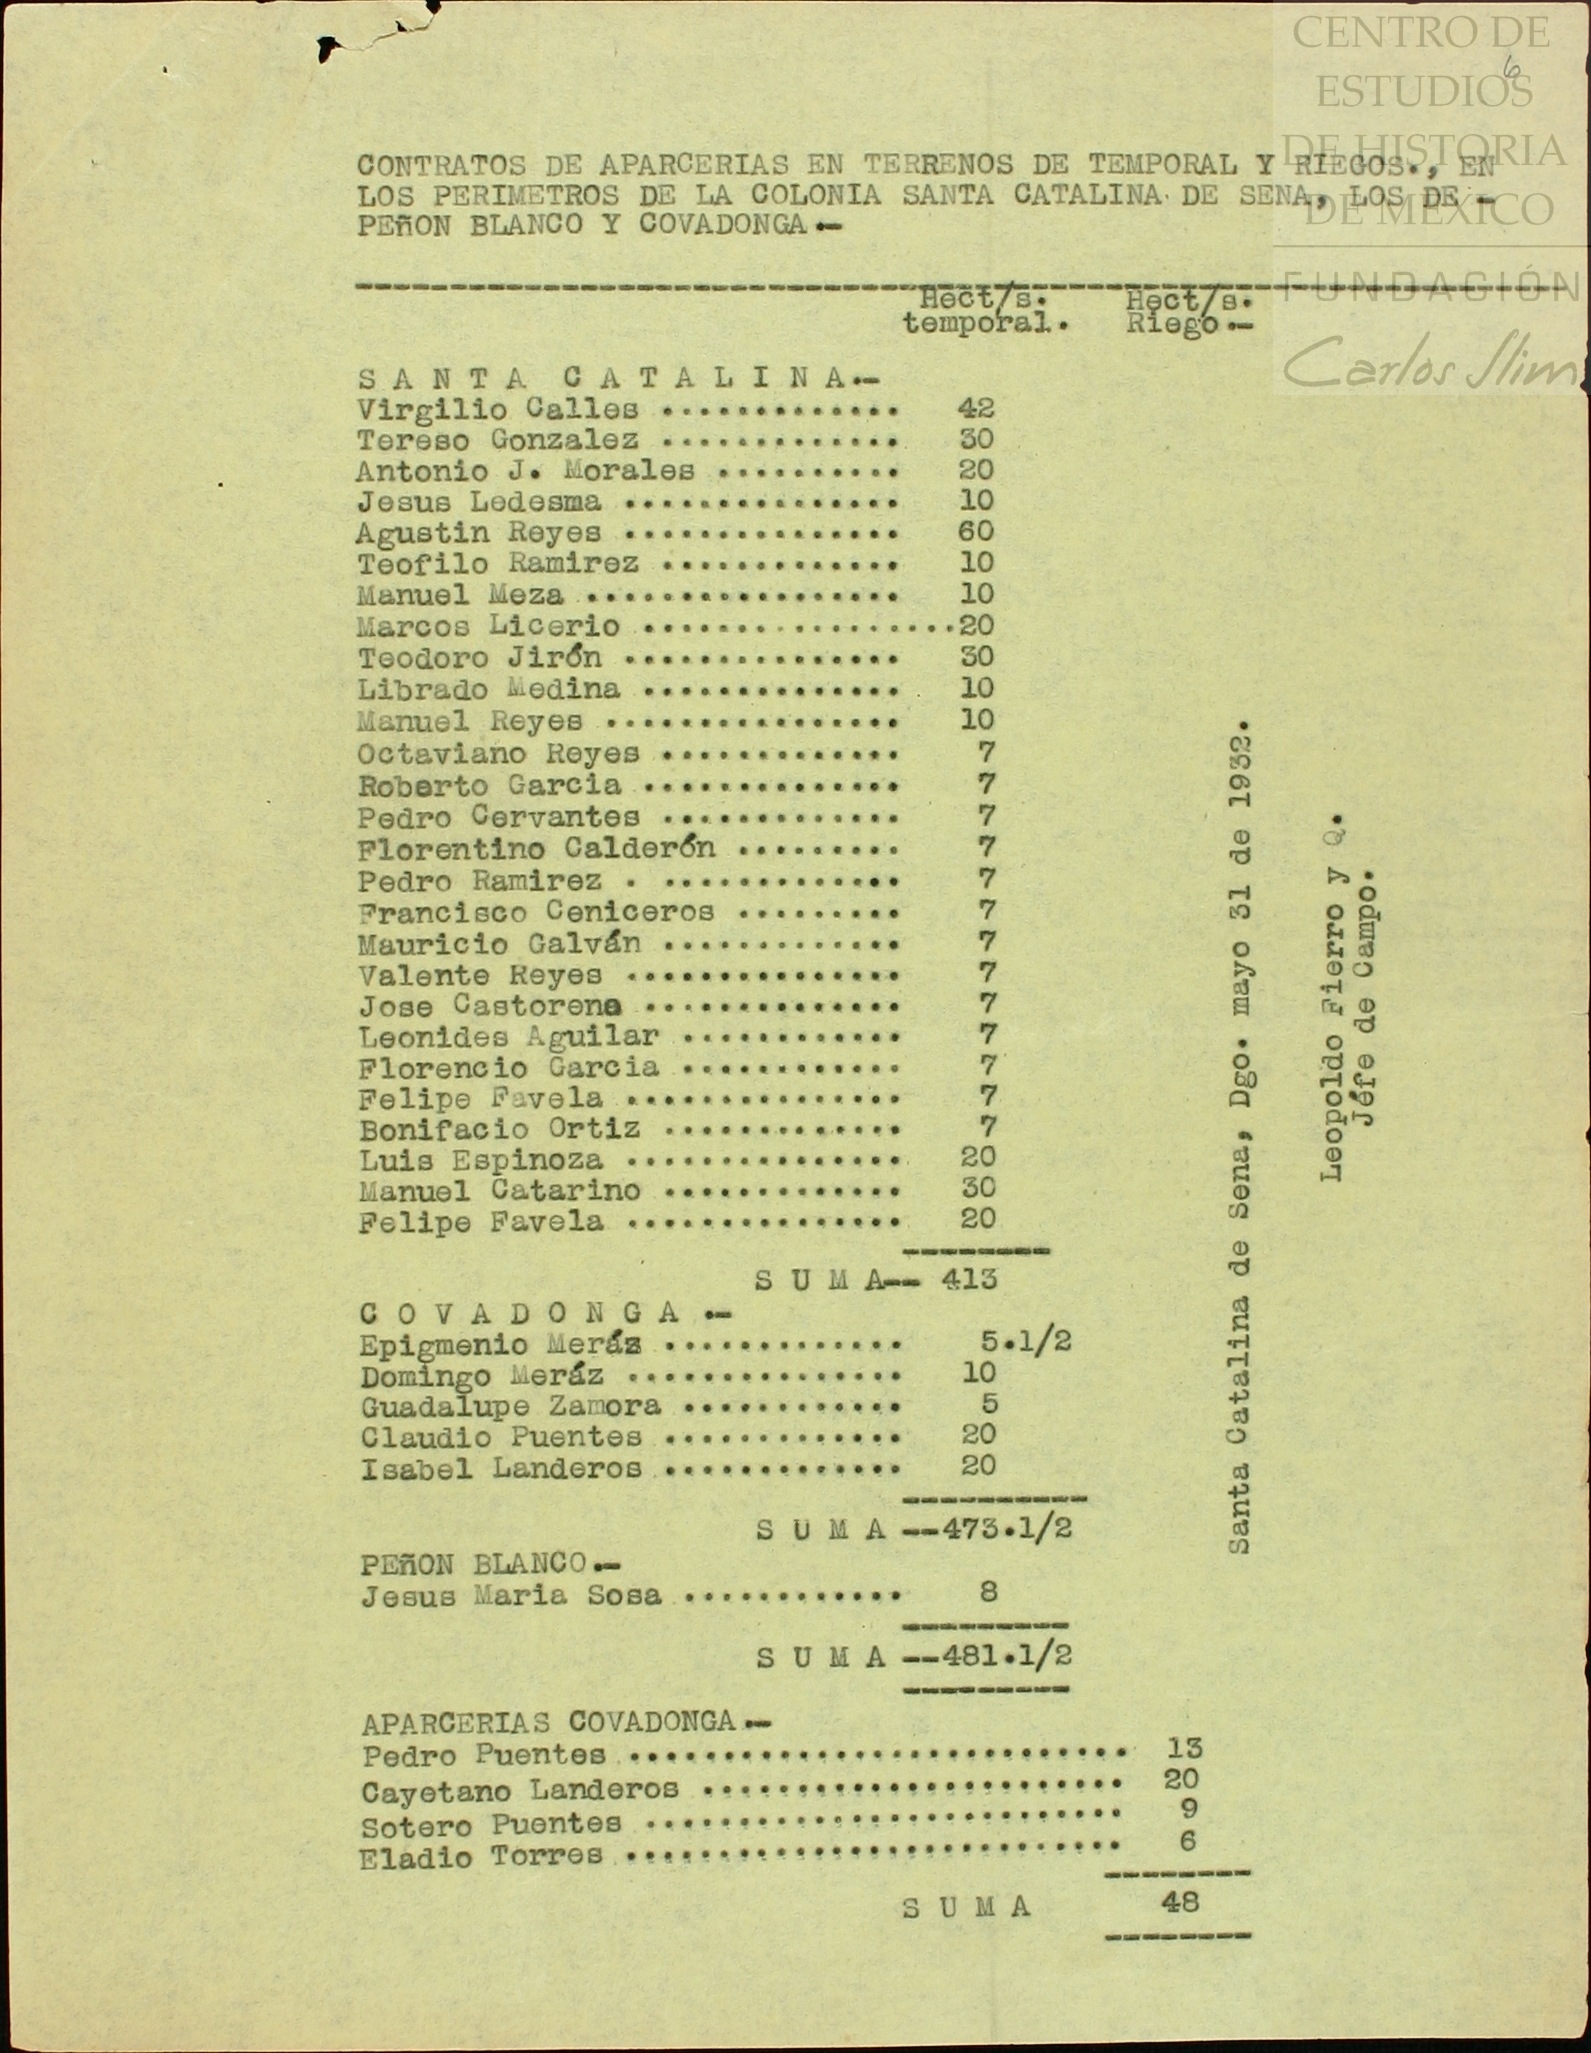 CENTRO DE
ESTUDIOS
DE HISTORIA
DE MÉXICO
FUNDACIÓN
Carlos Slim
6
CONTRATOS DE APARCERIAS EN TERRENOS DE TEMPORAL Y RIEGOS., EN
LOS PERIMETROS DE LA COLONIA SANTA CATALINA DE SENA, LOS DE -
PEñON BLANCO Y COVADONGA.-
Hect/s. Hect/s.
temporal. Riego.-
S A N T A  C A T A L I N A.-
Virgilio Calles ............. 42
Tereso Gonzalez ............. 30
Antonio J. Morales .......... 20
Jesus Ledesma ............... 10
Agustin Reyes ............... 60
Teofilo Ramirez ............. 10
Manuel Meza ................. 10
Marcos Licerio .................20
Teodoro Jirón ............... 30
Librado Medina .............. 10
Manuel Reyes ................ 10
Octaviano Reyes ............. 7
Roberto Garcia .............. 7
Pedro Cervantes ............. 7
Florentino Calderón ......... 7
Pedro Ramirez . ............. 7
Francisco Ceniceros ......... 7
Mauricio Galván ............. 7
Valente Reyes ............... 7
Jose Castorena .............. 7
Leonides Aguilar ............ 7
Florencio Garcia ............ 7
Felipe Favela ............... 7
Bonifacio Ortiz ............. 7
Luis Espinoza ............... 20
Manuel Catarino ............. 30
Felipe Favela ............... 20
S U M A-- 413
C O V A D O N G A .-
Epigmenio Meráz ............. 5.1/2
Domingo Meráz ............... 10
Guadalupe Zamora ............ 5
Claudio Puentes ............. 20
Isabel Landeros ............. 20
S U M A --473.1/2
PEñON BLANCO.-
Jesus Maria Sosa ............ 8
S U M A --481.1/2
APARCERIAS COVADONGA.-
Pedro Puentes ........................... 13
Cayetano Landeros ....................... 20
Sotero Puentes .......................... 9
Eladio Torres ........................... 6
S U M A 48
Santa Catalina de Sena, Dgo. mayo 31 de 1932.
Leopoldo Fierro y Q.
Jéfe de Campo.